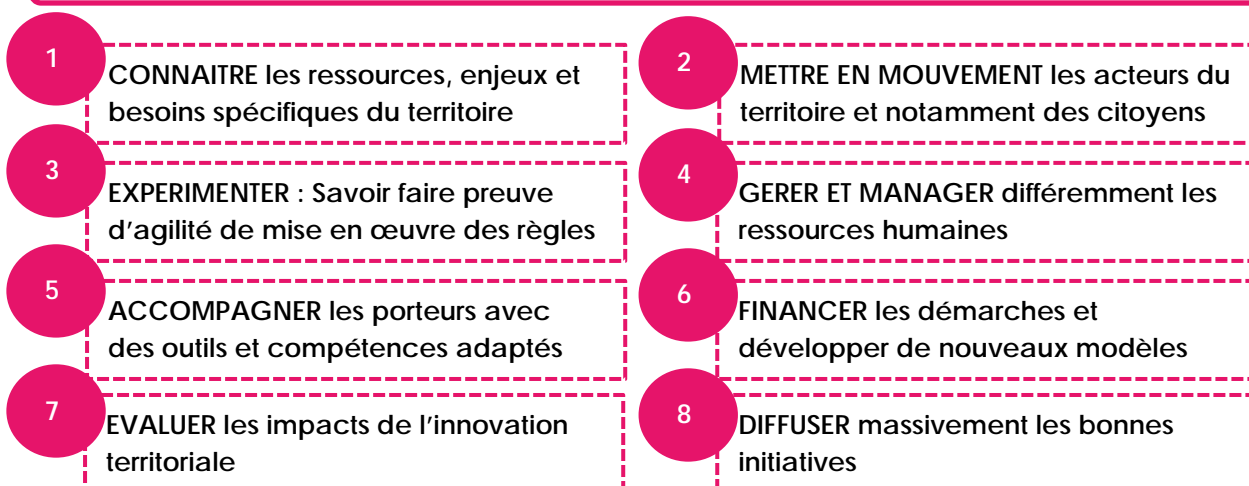 1
CONNAITRE les ressources, enjeux et
besoins spécifiques du territoire
2
METTRE EN MOUVEMENT les acteurs du
territoire et notamment des citoyens
3
EXPERIMENTER : Savoir faire preuve
d'agilité de mise en œuvre des règles
4
GERER ET MANAGER différemment les
ressources humaines
5
ACCOMPAGNER les porteurs avec
des outils et compétences adaptés
6
FINANCER les démarches et
développer de nouveaux modèles
7
EVALUER les impacts de l'innovation
territoriale
8
DIFFUSER massivement les bonnes
initiatives